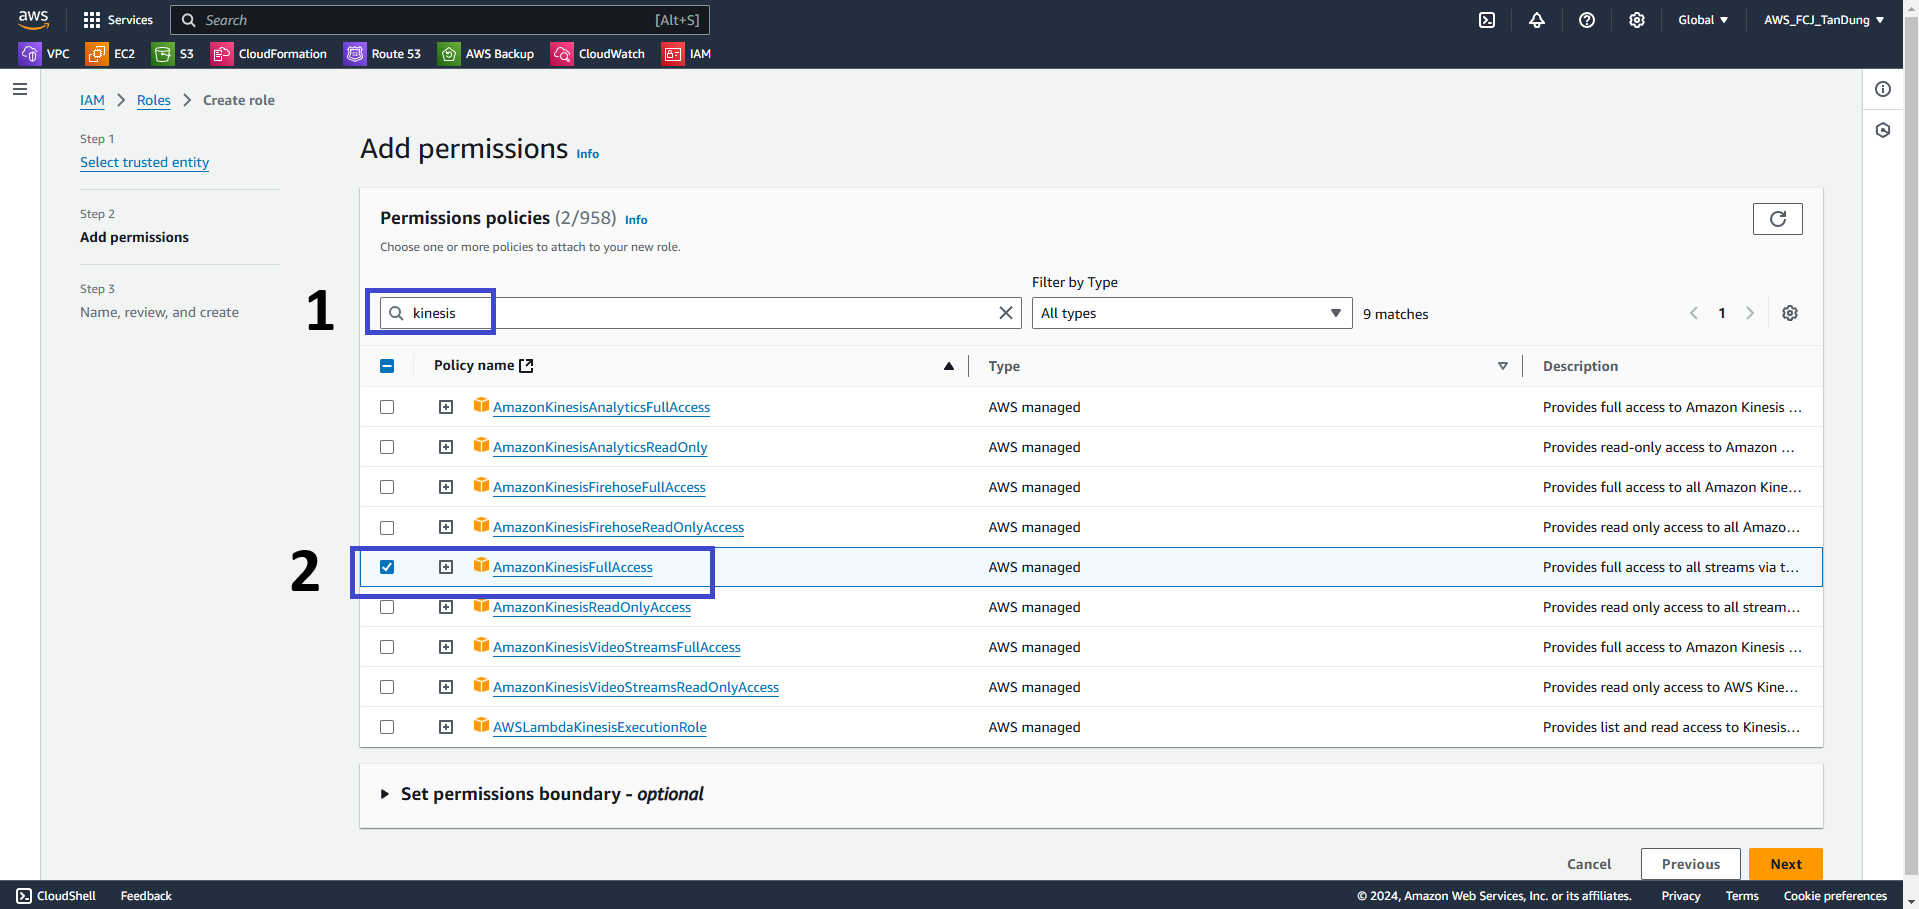 aws Services Search [Alt+S] Global AWS_FCJ_TanDung
VPC EC2 S3 CloudFormation Route 53 AWS Backup CloudWatch IAM
IAM Roles Create role
Step 1
Select trusted entity
Step 2
Add permissions
Step 3
Name, review, and create
Add permissions Info
Permissions policies (2/958) Info
Choose one or more policies to attach to your new role.
Filter by Type
1 kinesis All types 9 matches 1
Policy name Type Description
AmazonKinesisAnalyticsFullAccess AWS managed Provides full access to Amazon Kinesis ...
AmazonKinesisAnalyticsReadOnly AWS managed Provides read-only access to Amazon ...
AmazonKinesisFirehoseFullAccess AWS managed Provides full access to all Amazon Kine...
AmazonKinesisFirehoseReadOnlyAccess AWS managed Provides read only access to all Amazo...
2 AmazonKinesisFullAccess AWS managed Provides full access to all streams via t...
AmazonKinesisReadOnlyAccess AWS managed Provides read only access to all stream...
AmazonKinesisVideoStreamsFullAccess AWS managed Provides full access to Amazon Kinesis ...
AmazonKinesisVideoStreamsReadOnlyAccess AWS managed Provides read only access to AWS Kine...
AWSLambdaKinesisExecutionRole AWS managed Provides list and read access to Kinesis...
Set permissions boundary - optional
Cancel Previous Next
CloudShell Feedback © 2024, Amazon Web Services, Inc. or its affiliates. Privacy Terms Cookie preferences